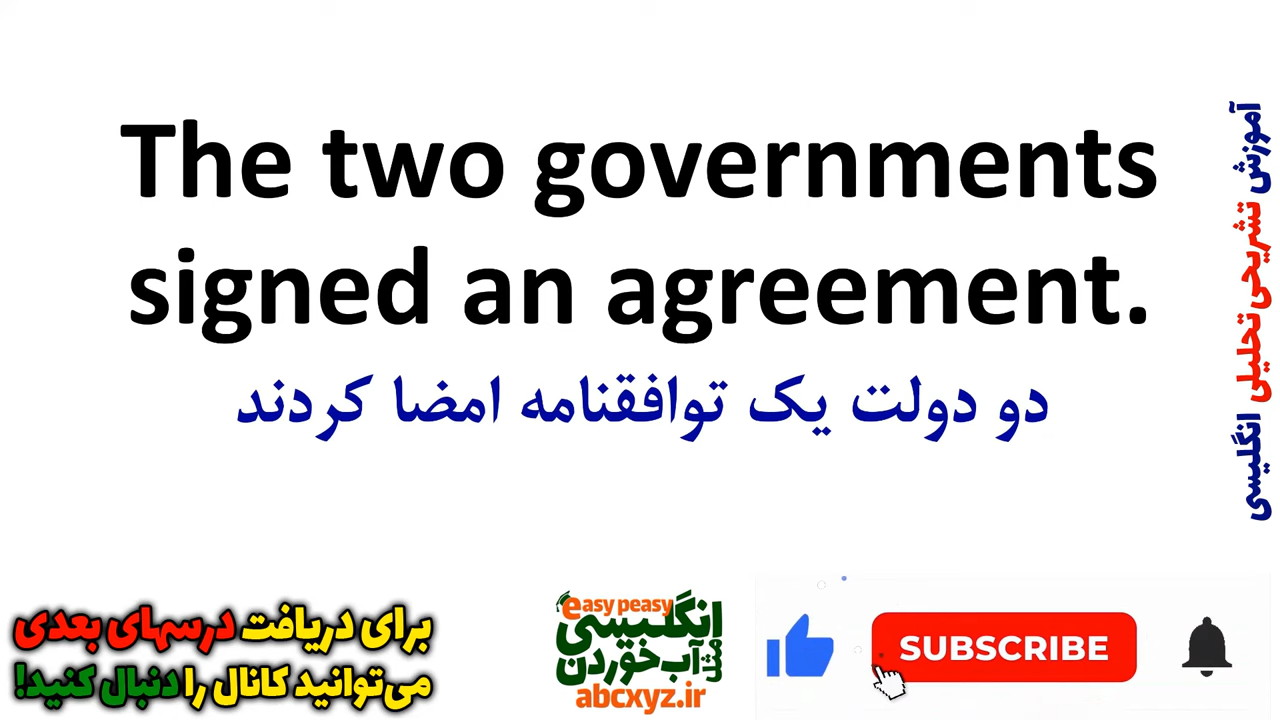 The two governments
signed an agreement.
دو دولت یک توافقنامه امضا کردند
آموزش تشریحی تحلیلی انگلیسی
برای دریافت درسهای بعدی
می‌توانید کانال را دنبال کنید!
easy peasy
انگلیسی
مثل
آب خوردن
abcxyz.ir
SUBSCRIBE